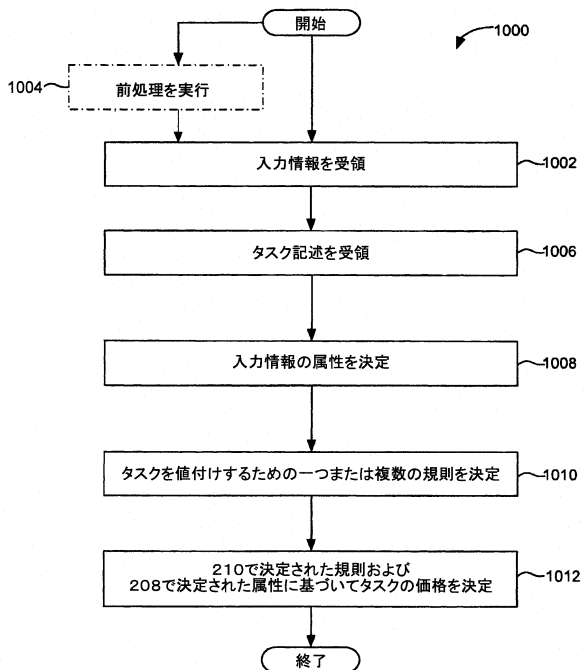 開始
1000
1004
前処理を実行
入力情報を受領
1002
タスク記述を受領
1006
入力情報の属性を決定
1008
タスクを値付けするための一つまたは複数の規則を決定
1010
210で決定された規則および
208で決定された属性に基づいてタスクの価格を決定
1012
終了